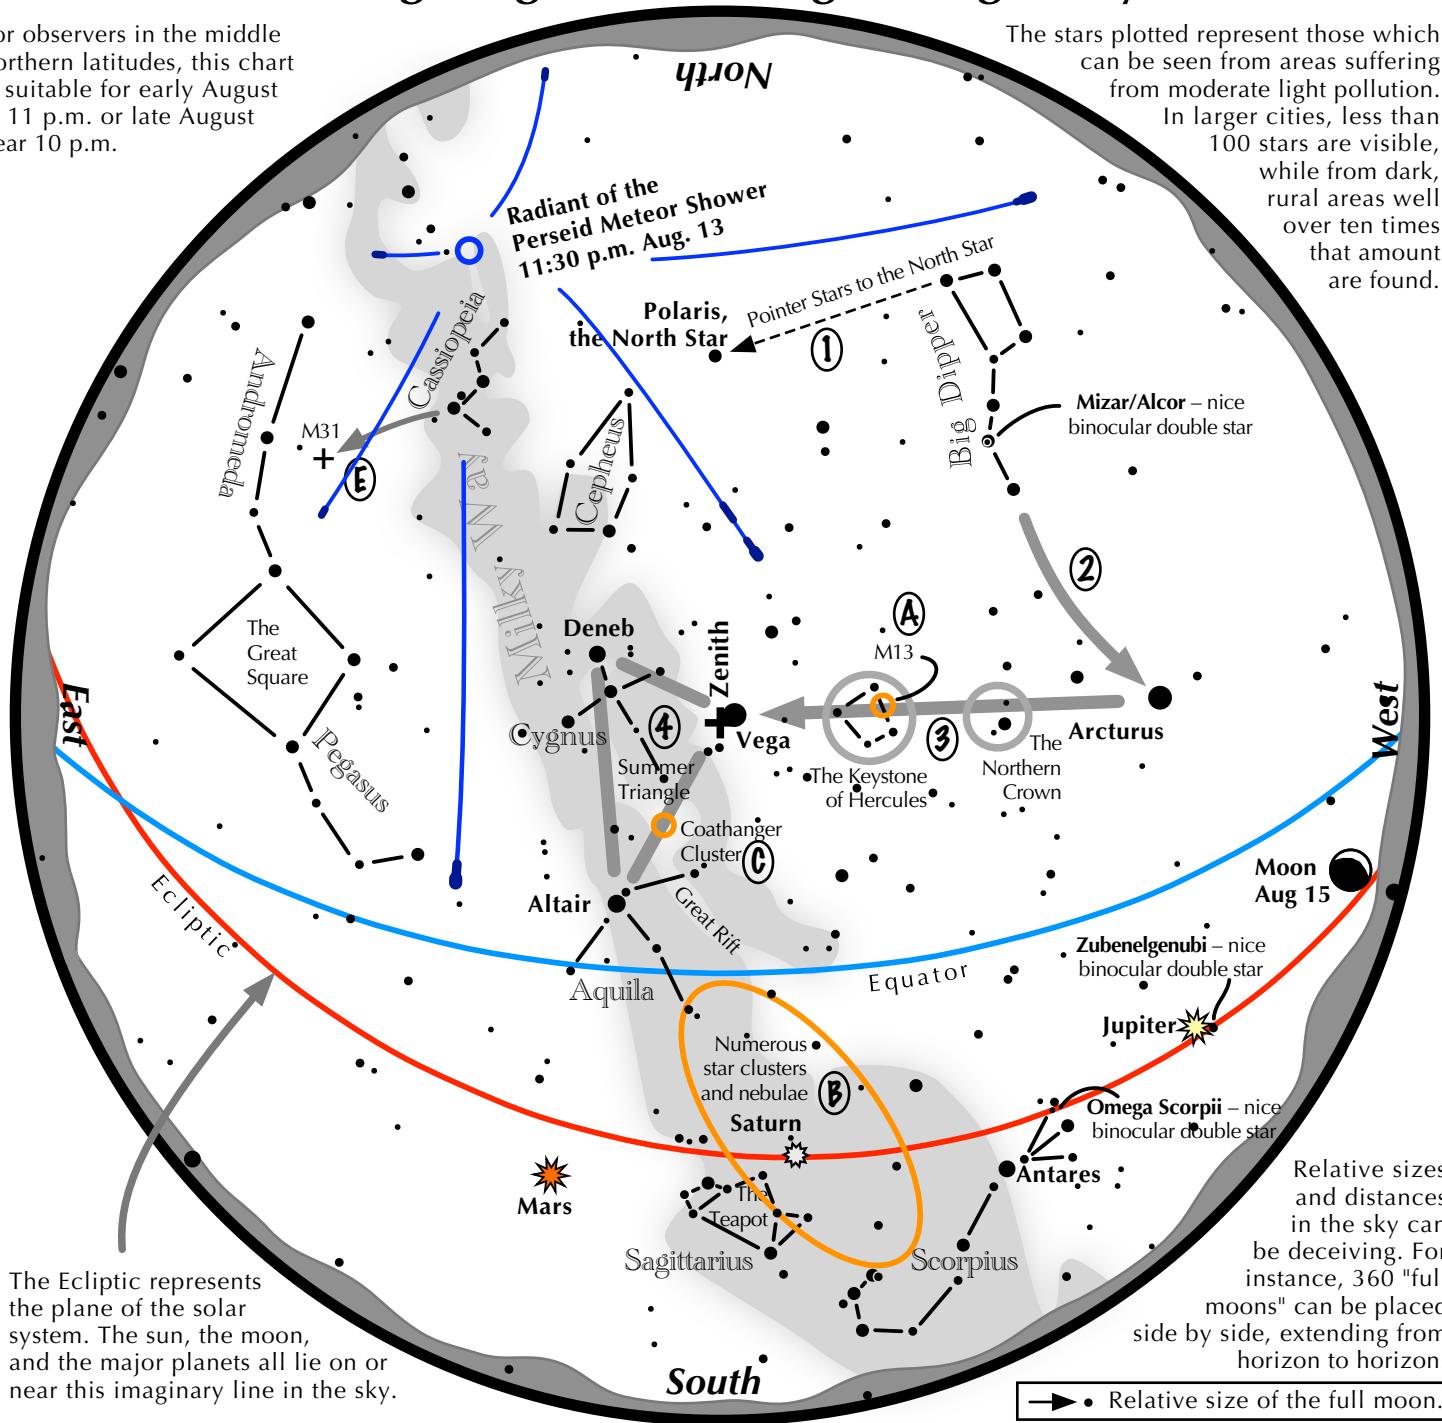 or observers in the middle
orthern latitudes, this chart
suitable for early August
11 p.m. or late August
ear 10 p.m.
The stars plotted represent those which
can be seen from areas suffering
from moderate light pollution.
In larger cities, less than
100 stars are visible,
while from dark,
rural areas well
over ten times
that amount
are found.
North
Radiant of the
Perseid Meteor Shower
11:30 p.m. Aug. 13
Pointer Stars to the North Star
Polaris,
the North Star
1
Big Dipper
Mizar/Alcor – nice
binocular double star
Cassiopeia
Andromeda
M31
E
Cepheus
Milky Way
2
A
M13
Deneb
Zenith
The
Great
Square
East
West
Cygnus
4
Vega
3
Arcturus
The
Northern
Crown
Summer
Triangle
The Keystone
of Hercules
Pegasus
Coathanger
Cluster
C
Moon
Aug 15
Ecliptic
Altair
Great Rift
Zubenelgenubi – nice
binocular double star
Equator
Aquila
Jupiter
Numerous
star clusters
and nebulae
B
Saturn
Omega Scorpii – nice
binocular double star
Mars
Antares
The
Teapot
Sagittarius
Scorpius
Relative sizes
and distances
in the sky can
be deceiving. For
instance, 360 "ful
moons" can be placed
side by side, extending from
horizon to horizon
The Ecliptic represents
the plane of the solar
system. The sun, the moon,
and the major planets all lie on or
near this imaginary line in the sky.
South
Relative size of the full moon.